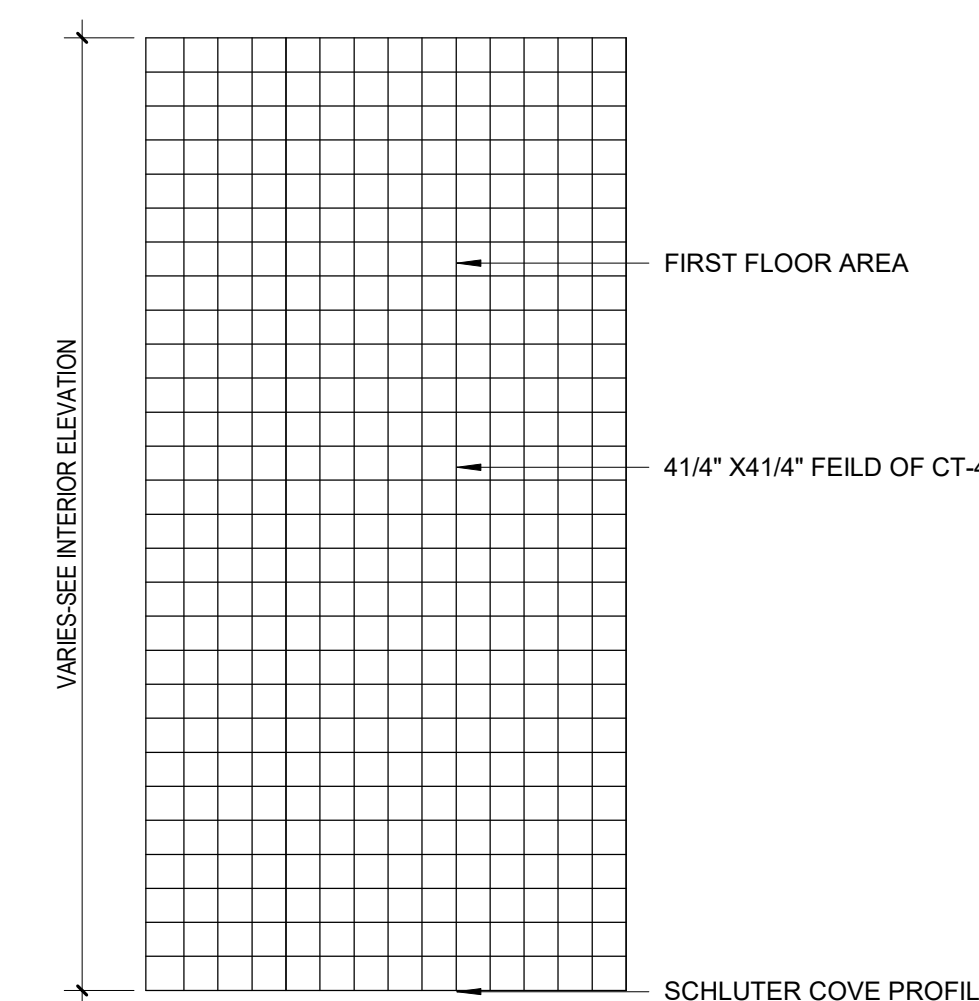 FIRST FLOOR AREA
VARIES-SEE INTERIOR ELEVATION
41/4" X41/4" FEILD OF CT-4
SCHLUTER COVE PROFIL